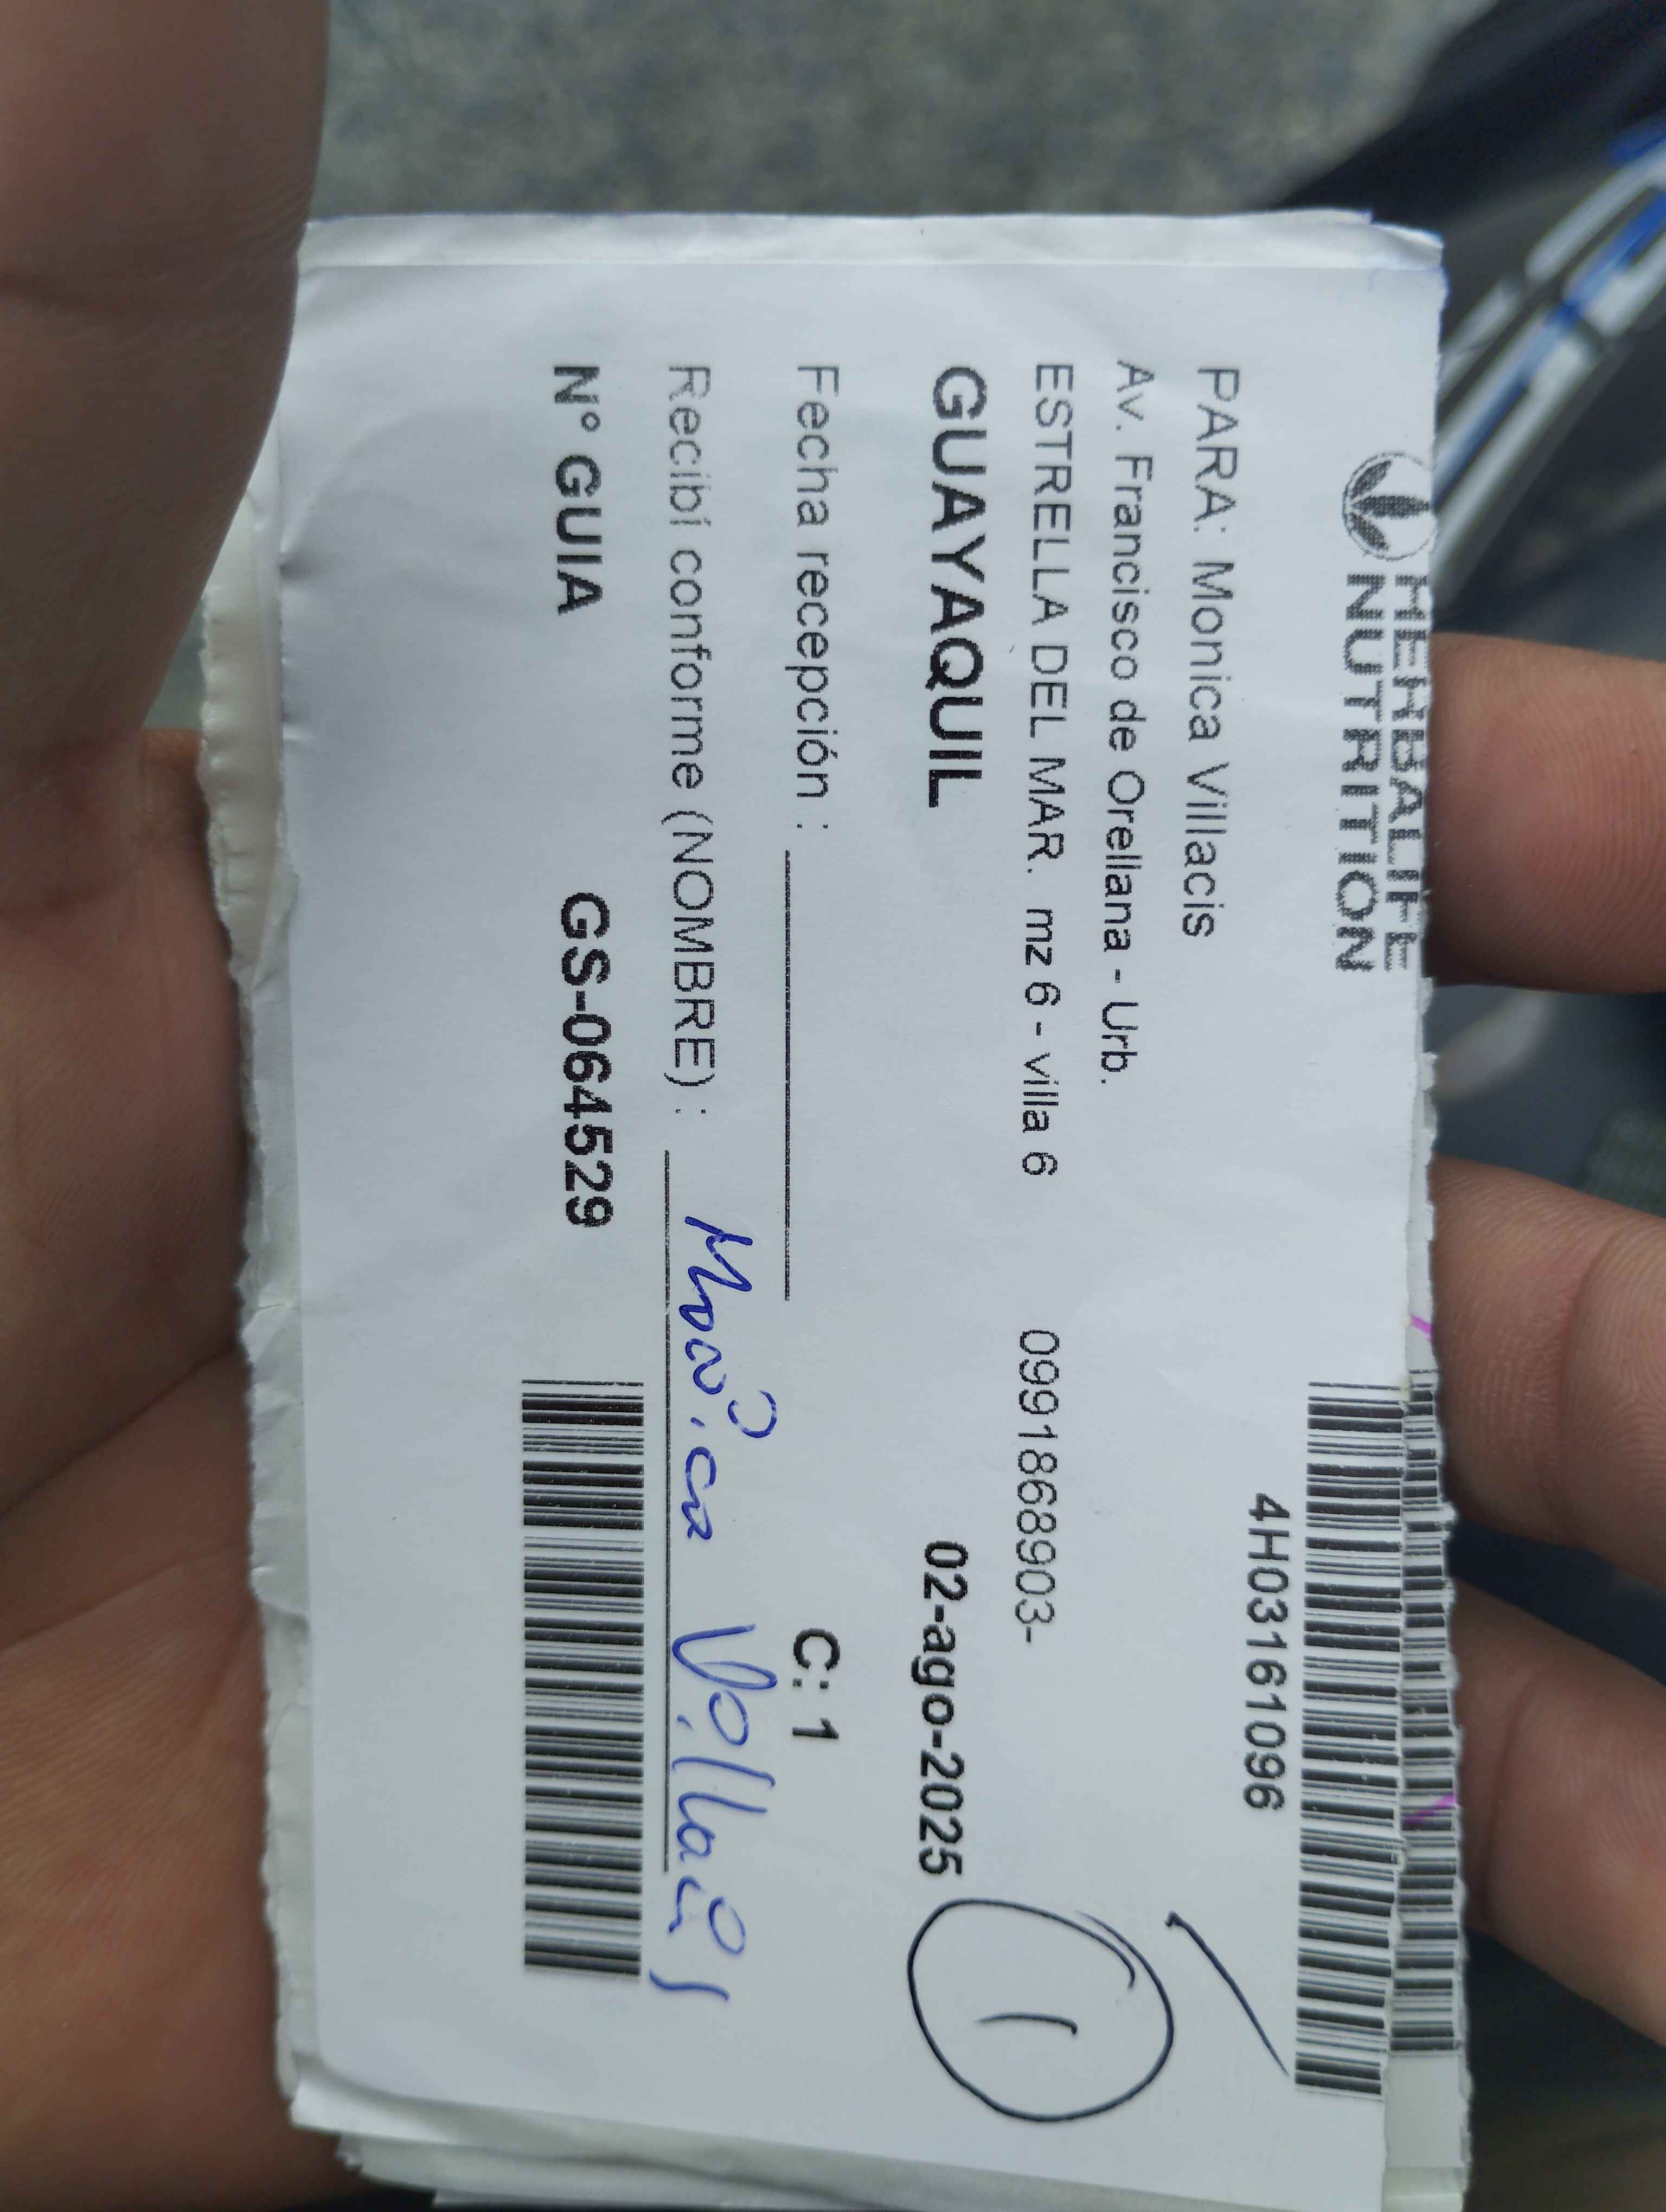 HERBALIFE
NUTRITION
4H03161096
PARA: Monica Villacis
Av. Francisco de Orellana - Urb.
ESTRELLA DEL MAR. mz 6 - villa 6 0991868903-
GUAYAQUIL 02-ago-2025
1
Fecha recepción : C: 1
Recibí conforme (NOMBRE) : Monica Villacis
N° GUIA GS-064529